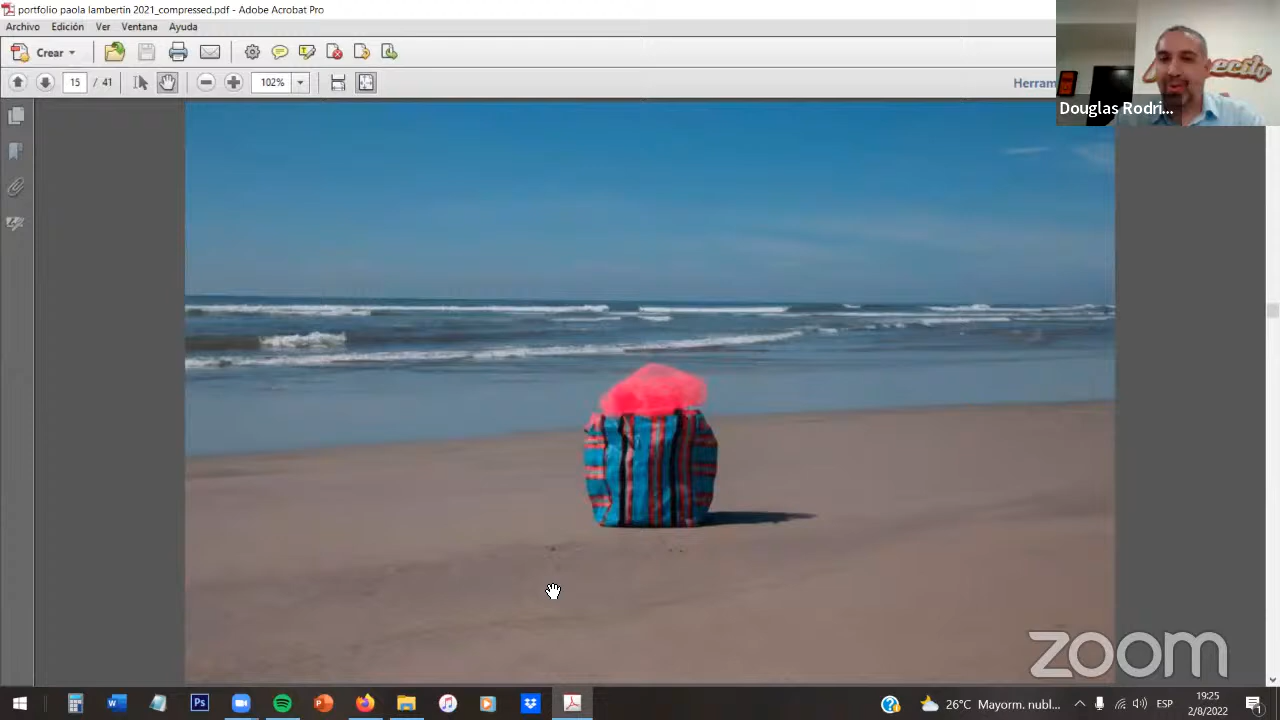 portfolio paola lambertin 2021_compressed.pdf - Adobe Acrobat Pro
Archivo Edición Ver Ventana Ayuda
Crear
15 / 41 102% Herram
Douglas Rodri...
zoom
26°C Mayorm. nubl... ESP 19:25
2/8/2022